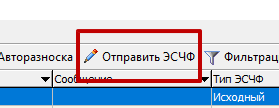 Авторазноска Отправить ЭСЧФ Фильтрац
Сообщение Тип ЭСЧФ
Исходный